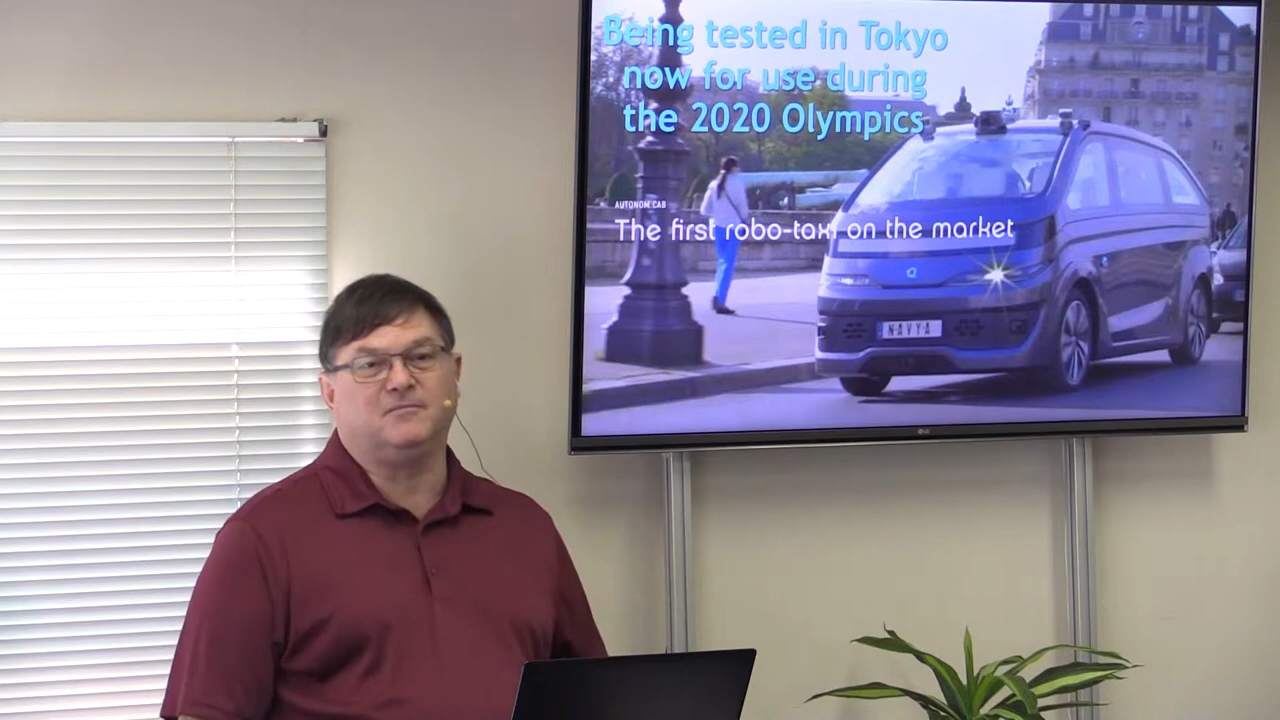 Being tested in Tokyo
now for use during
the 2020 Olympics
AUTONOM CAB
The first robo-taxi on the market
NAVYA
LG